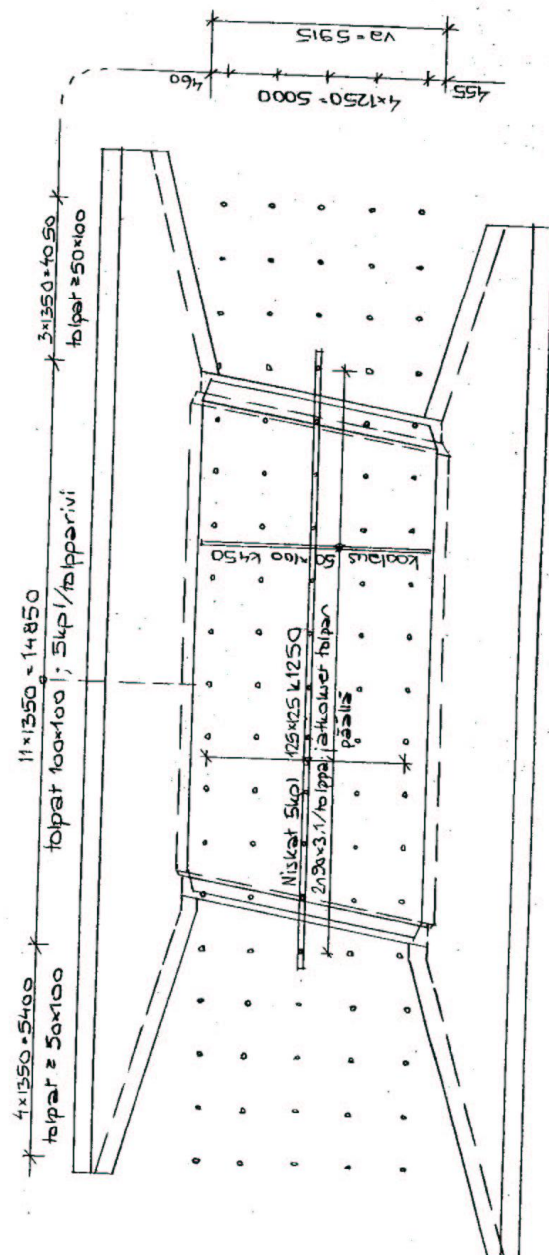 4×1350=5400
tolpat ≥ 50×100
11×1350=14850
tolpat 100×100 ; 5kpl/tolpparivi
3×1350=4050
tolpat ≥50×100
Niskat 5kpl 125×125 k1250
2n90×3,1/tolppa, jatkokset tolpan
päällä
koolaus 50×100 k450
460
4×1250=5000
455
va=5915